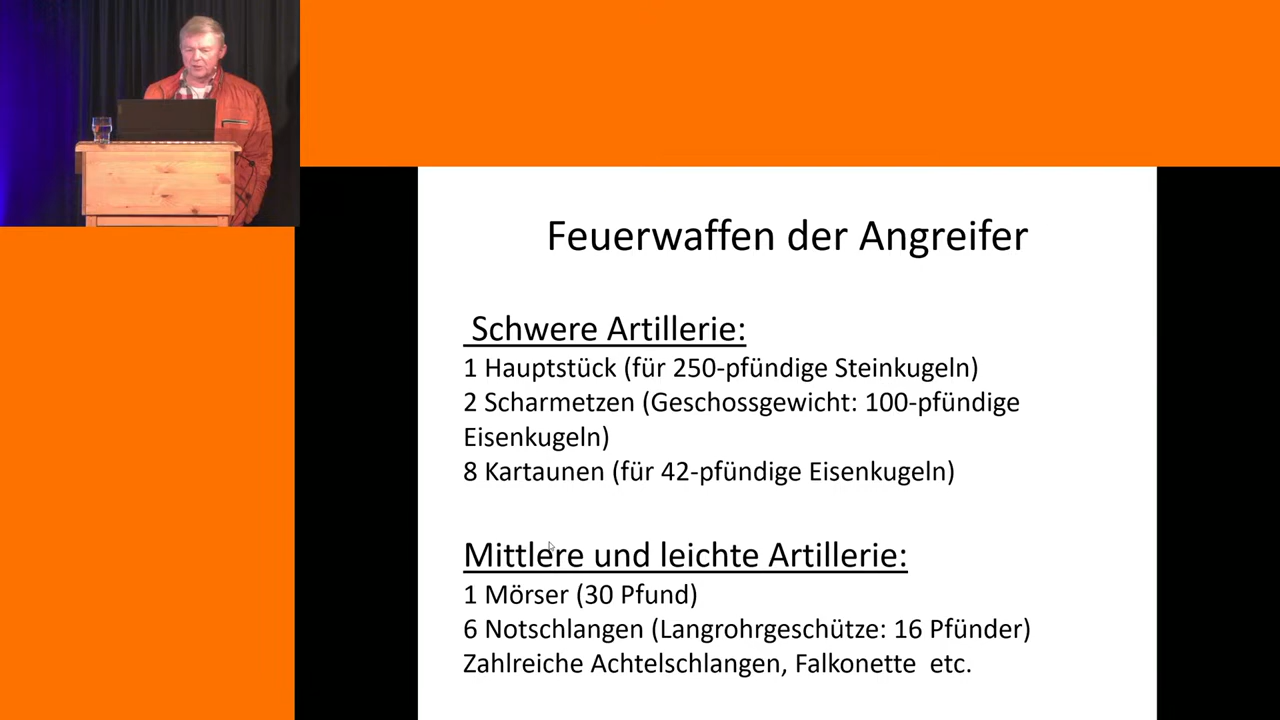 Feuerwaffen der Angreifer
Schwere Artillerie:
1 Hauptstück (für 250-pfündige Steinkugeln)
2 Scharmetzen (Geschossgewicht: 100-pfündige
Eisenkugeln)
8 Kartaunen (für 42-pfündige Eisenkugeln)
Mittlere und leichte Artillerie:
1 Mörser (30 Pfund)
6 Notschlangen (Langrohrgeschütze: 16 Pfünder)
Zahlreiche Achtelschlangen, Falkonette etc.